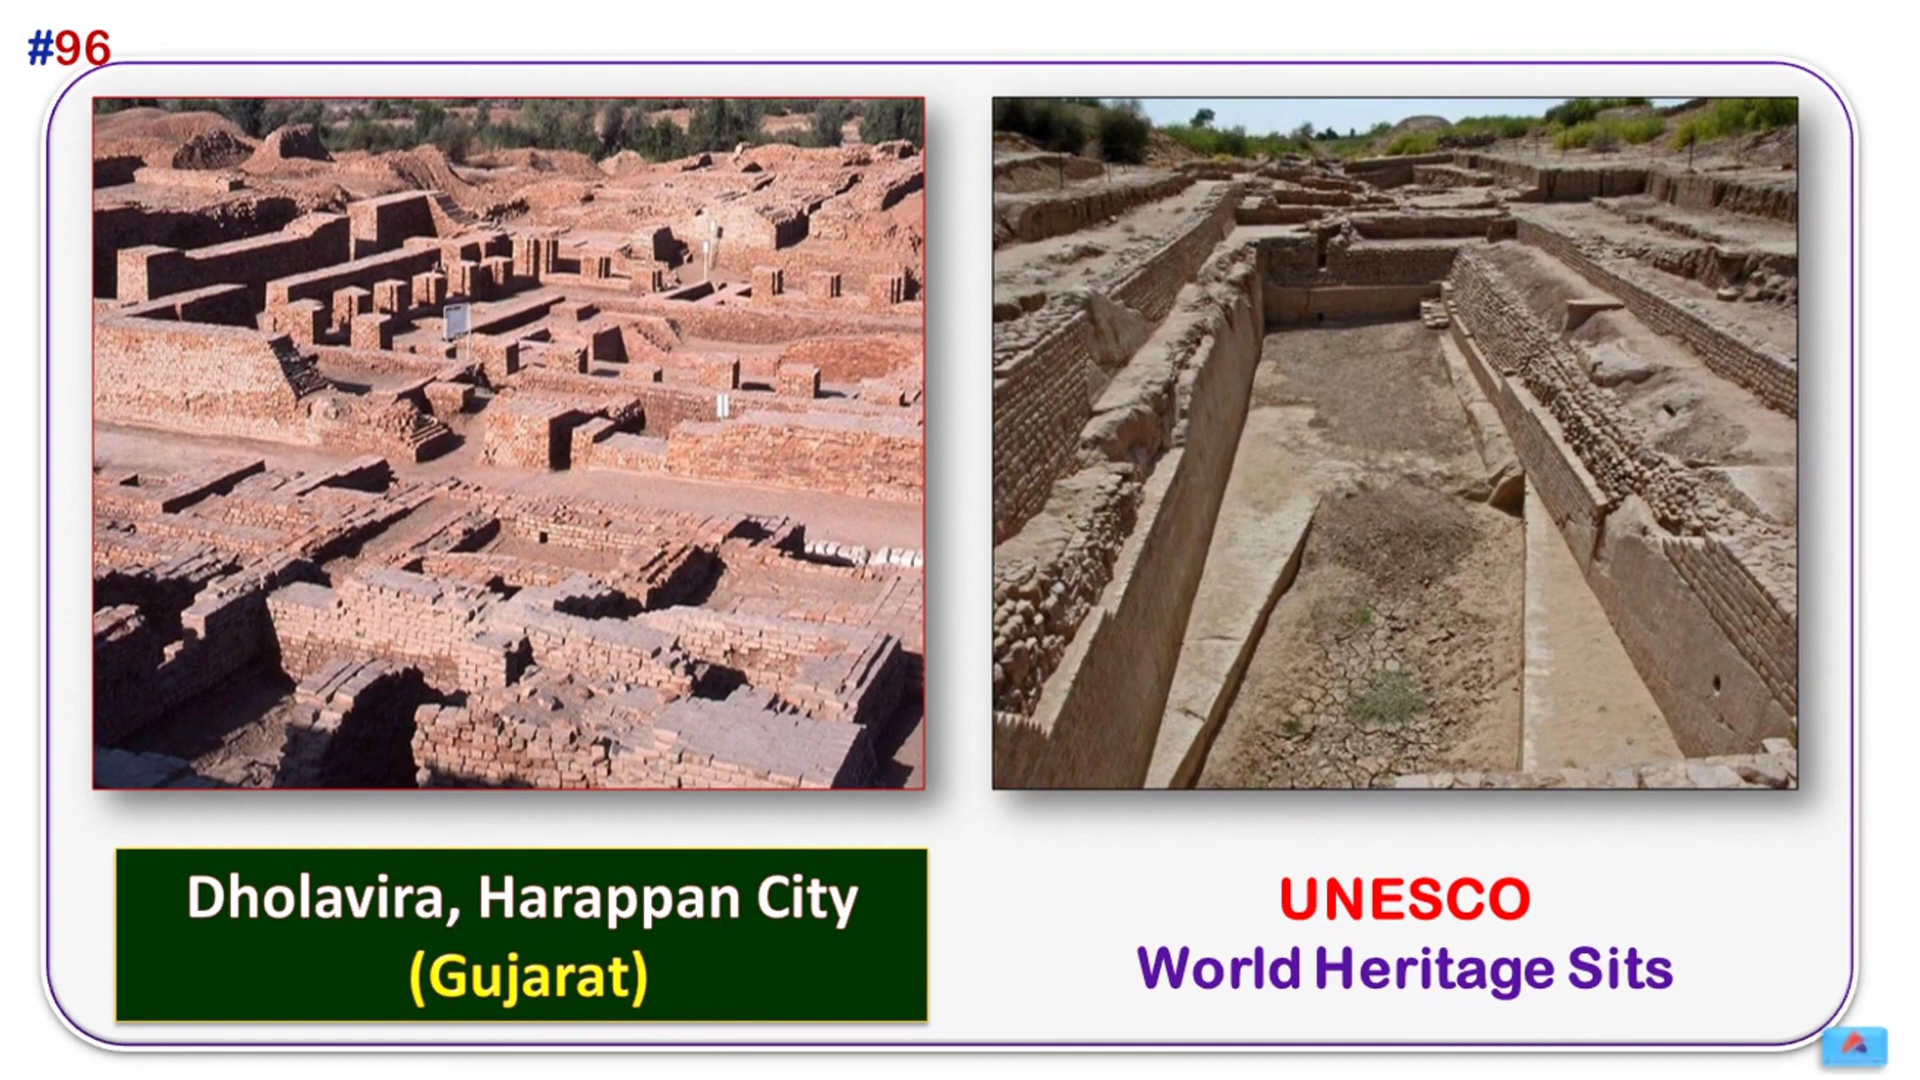 #96
Dholavira, Harappan City
(Gujarat)
UNESCO
World Heritage Sits